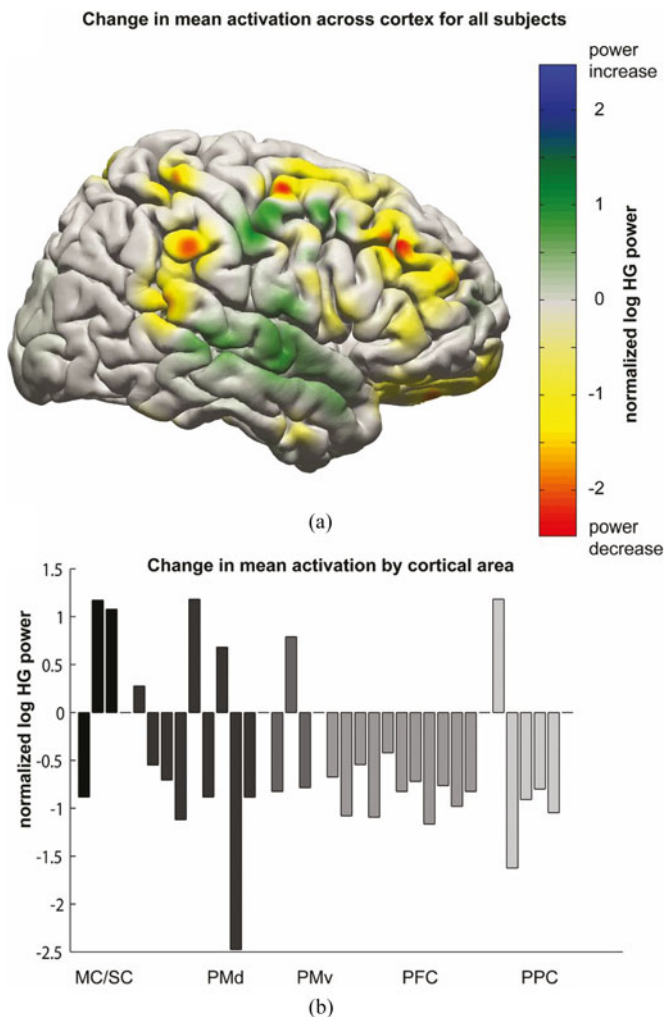 Change in mean activation across cortex for all subjects
power
increase
2
1
0
-1
-2
normalized log HG power
power
decrease
(a)
Change in mean activation by cortical area
1.5
1
0.5
0
-0.5
-1
-1.5
-2
-2.5
normalized log HG power
MC/SC PMd PMv PFC PPC
(b)